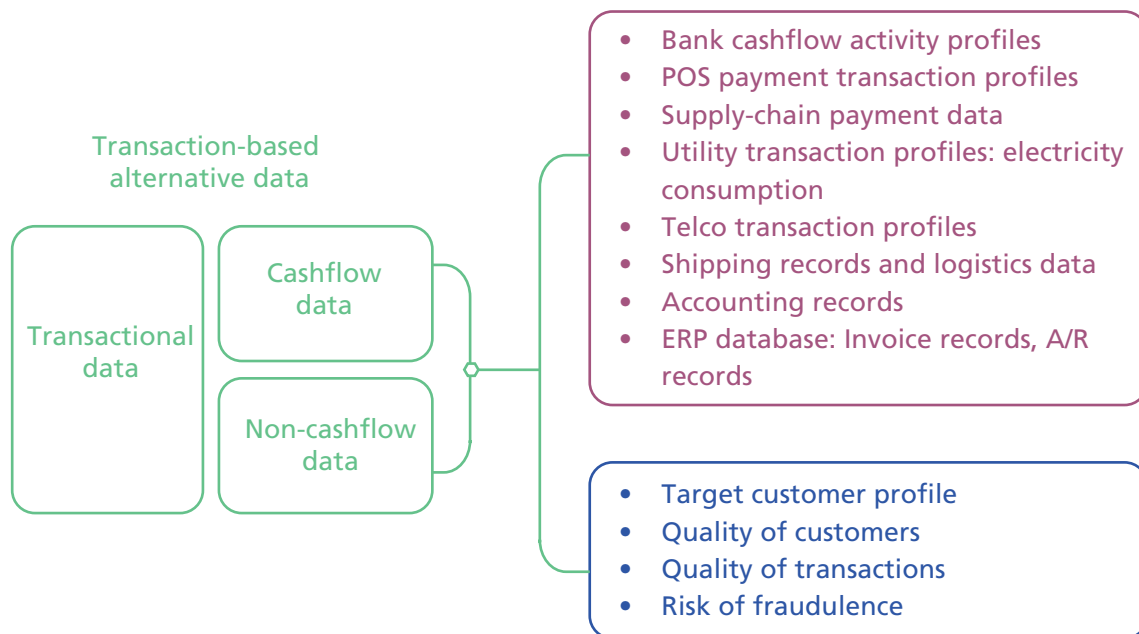 Transaction-based
alternative data
Transactional
data
Cashflow
data
Non-cashflow
data
• Bank cashflow activity profiles
• POS payment transaction profiles
• Supply-chain payment data
• Utility transaction profiles: electricity
consumption
• Telco transaction profiles
• Shipping records and logistics data
• Accounting records
• ERP database: Invoice records, A/R
records
• Target customer profile
• Quality of customers
• Quality of transactions
• Risk of fraudulence